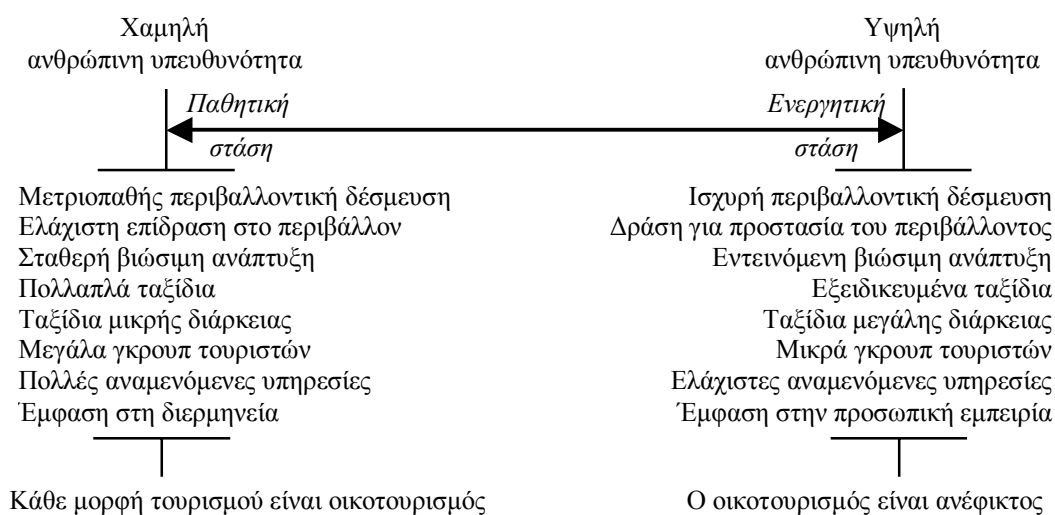 Χαμηλή
ανθρώπινη υπευθυνότητα
Υψηλή
ανθρώπινη υπευθυνότητα
Παθητική
στάση
Ενεργητική
στάση
Μετριοπαθής περιβαλλοντική δέσμευση
Ελάχιστη επίδραση στο περιβάλλον
Σταθερή βιώσιμη ανάπτυξη
Πολλαπλά ταξίδια
Ταξίδια μικρής διάρκειας
Μεγάλα γκρουπ τουριστών
Πολλές αναμενόμενες υπηρεσίες
Έμφαση στη διερμηνεία
Ισχυρή περιβαλλοντική δέσμευση
Δράση για προστασία του περιβάλλοντος
Εντεινόμενη βιώσιμη ανάπτυξη
Εξειδικευμένα ταξίδια
Ταξίδια μεγάλης διάρκειας
Μικρά γκρουπ τουριστών
Ελάχιστες αναμενόμενες υπηρεσίες
Έμφαση στην προσωπική εμπειρία
Κάθε μορφή τουρισμού είναι οικοτουρισμός
Ο οικοτουρισμός είναι ανέφικτος